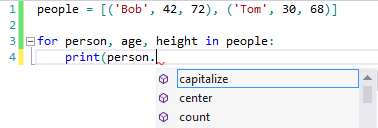 1 people = [('Bob', 42, 72), ('Tom', 30, 68)]
2
3 for person, age, height in people:
4 print(person.
capitalize
center
count